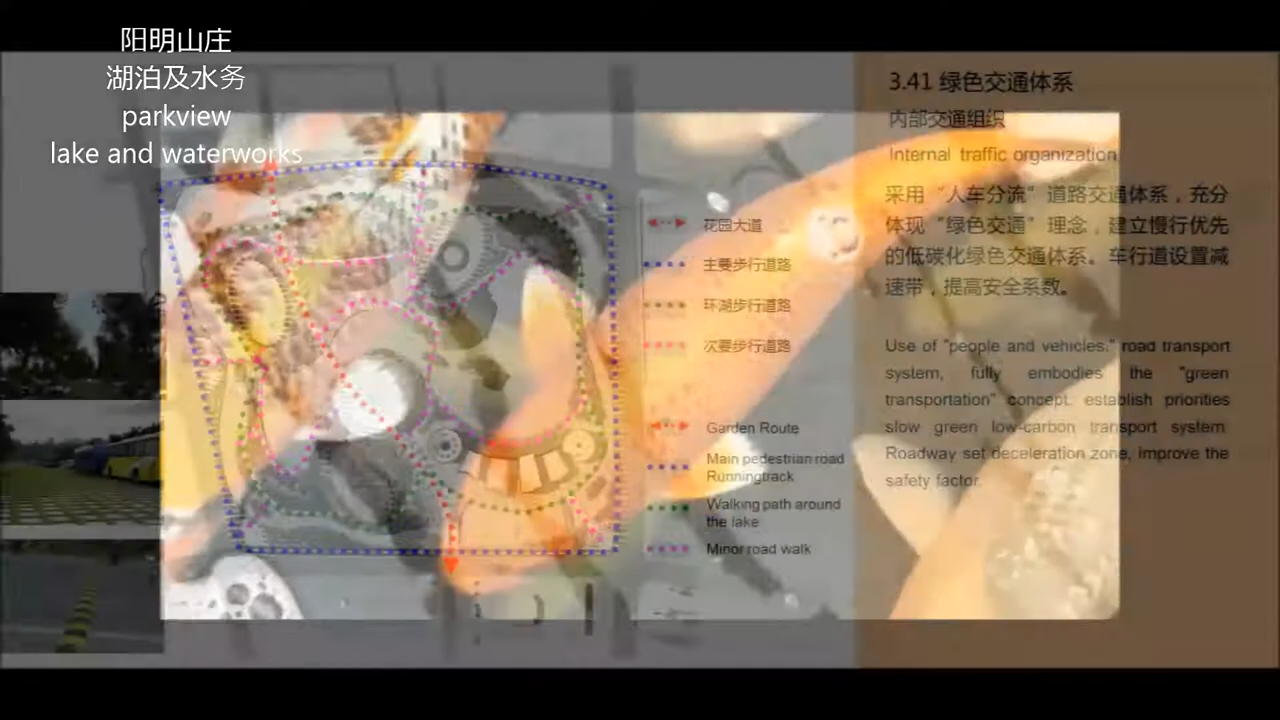 阳明山庄
湖泊及水务
parkview
lake and waterworks
3.41 绿色交通体系
内部交通组织
Internal traffic organization
采用 “人车分流” 道路交通体系，充分
体现 “绿色交通” 理念，建立慢行优先
的低碳化绿色交通体系。车行道设置减
速带，提高安全系数。
Use of "people and vehicles," road transport
system, fully embodies the "green
transportation" concept, establish priorities
slow green low-carbon transport system.
Roadway set deceleration zone, improve the
safety factor.
花园大道
主要步行道路
环湖步行道路
次要步行道路
Garden Route
Main pedestrian road
Runningtrack
Walking path around
the lake
Minor road walk